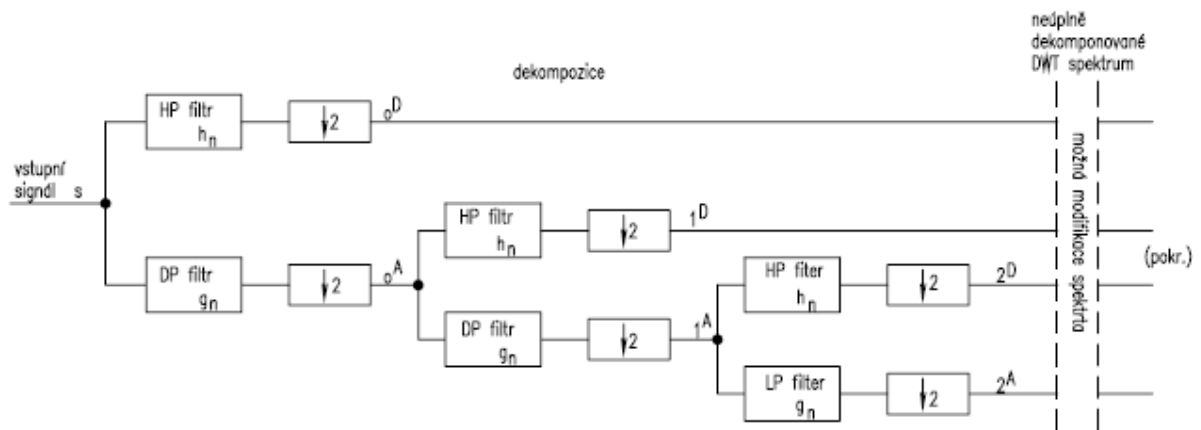 neúplně
dekomponované
DWT spektrum
dekompozice
HP filtr
hn
↓2
0D
vstupní
signál s
možná modifikace spektrta
HP filtr
hn
↓2
1D
(pokr.)
DP filtr
gn
↓2
0A
HP fiter
hn
↓2
2D
DP filtr
gn
↓2
1A
LP filter
gn
↓2
2A